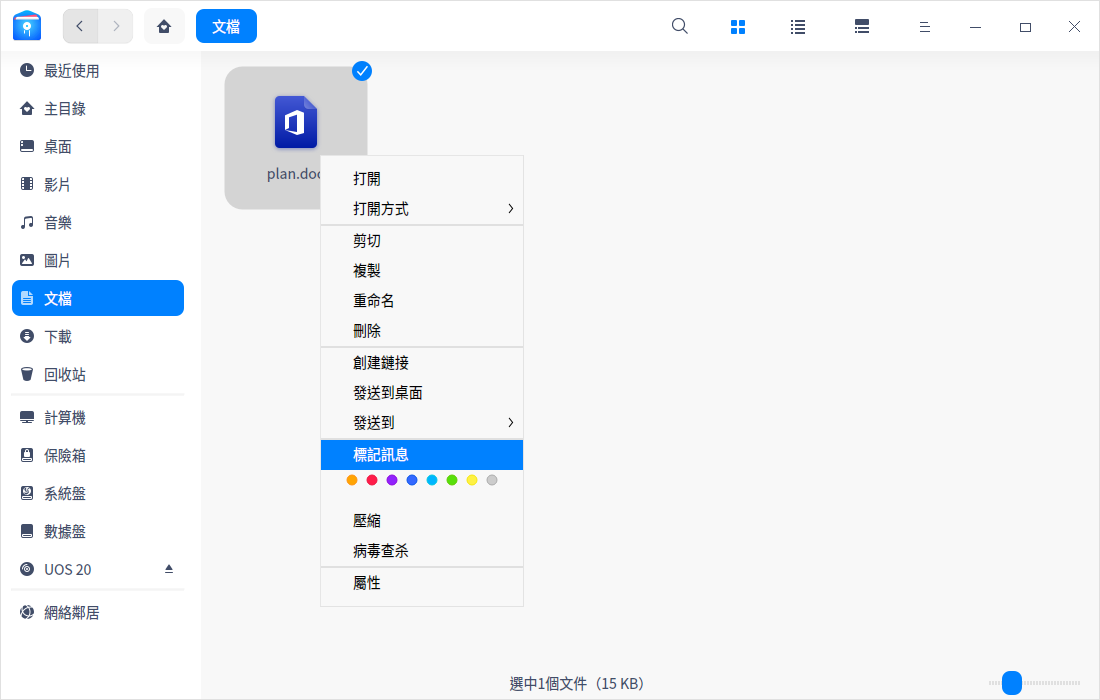 文檔
最近使用
主目錄
桌面
影片
音樂
圖片
文檔
下載
回收站
計算機
保險箱
系統盤
數據盤
UOS 20
網絡鄰居
plan.doc
打開
打開方式
剪切
複製
重命名
刪除
創建鏈接
發送到桌面
發送到
標記訊息
壓縮
病毒查杀
屬性
選中1個文件（15 KB）